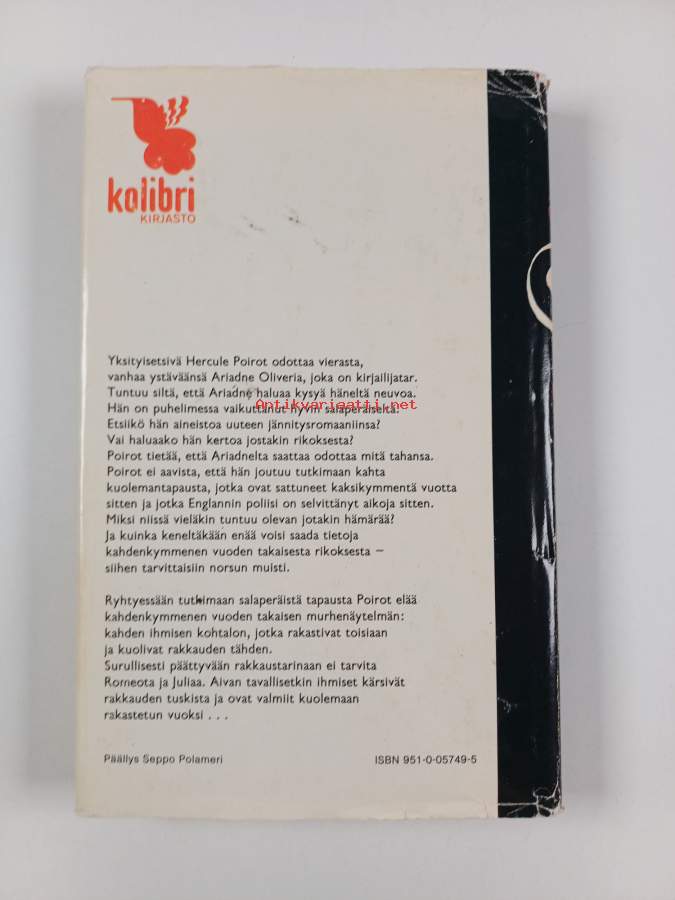 kolibri
KIRJASTO
Yksityisetsivä Hercule Poirot odottaa vierasta,
vanhaa ystäväänsä Ariadne Oliveria, joka on kirjailijatar.
Tuntuu siltä, että Ariadne haluaa kysyä häneltä neuvoa.
Hän on puhelimessa vaikuttanut hyvin salaperäiseltä.
Antikvariaatti.net
Etsiikö hän aineistoa uuteen jännitysromaaniinsa?
Vai haluaako hän kertoa jostakin rikoksesta?
Poirot tietää, että Ariadnelta saattaa odottaa mitä tahansa.
Poirot ei aavista, että hän joutuu tutkimaan kahta
kuolemantapausta, jotka ovat sattuneet kaksikymmentä vuotta
sitten ja jotka Englannin poliisi on selvittänyt aikoja sitten.
Miksi niissä vieläkin tuntuu olevan jotakin hämärää?
Ja kuinka keneltäkään enää voisi saada tietoja
kahdenkymmenen vuoden takaisesta rikoksesta –
siihen tarvittaisiin norsun muisti.
Ryhtyessään tutkimaan salaperäistä tapausta Poirot elää
kahdenkymmenen vuoden takaisen murhenäytelmän:
kahden ihmisen kohtalon, jotka rakastivat toisiaan
ja kuolivat rakkauden tähden.
Surullisesti päättyvään rakkaustarinaan ei tarvita
Romeota ja Juliaa. Aivan tavallisetkin ihmiset kärsivät
rakkauden tuskista ja ovat valmiit kuolemaan
rakastetun vuoksi . . .
Päällys Seppo Polameri
ISBN 951-0-05749-5